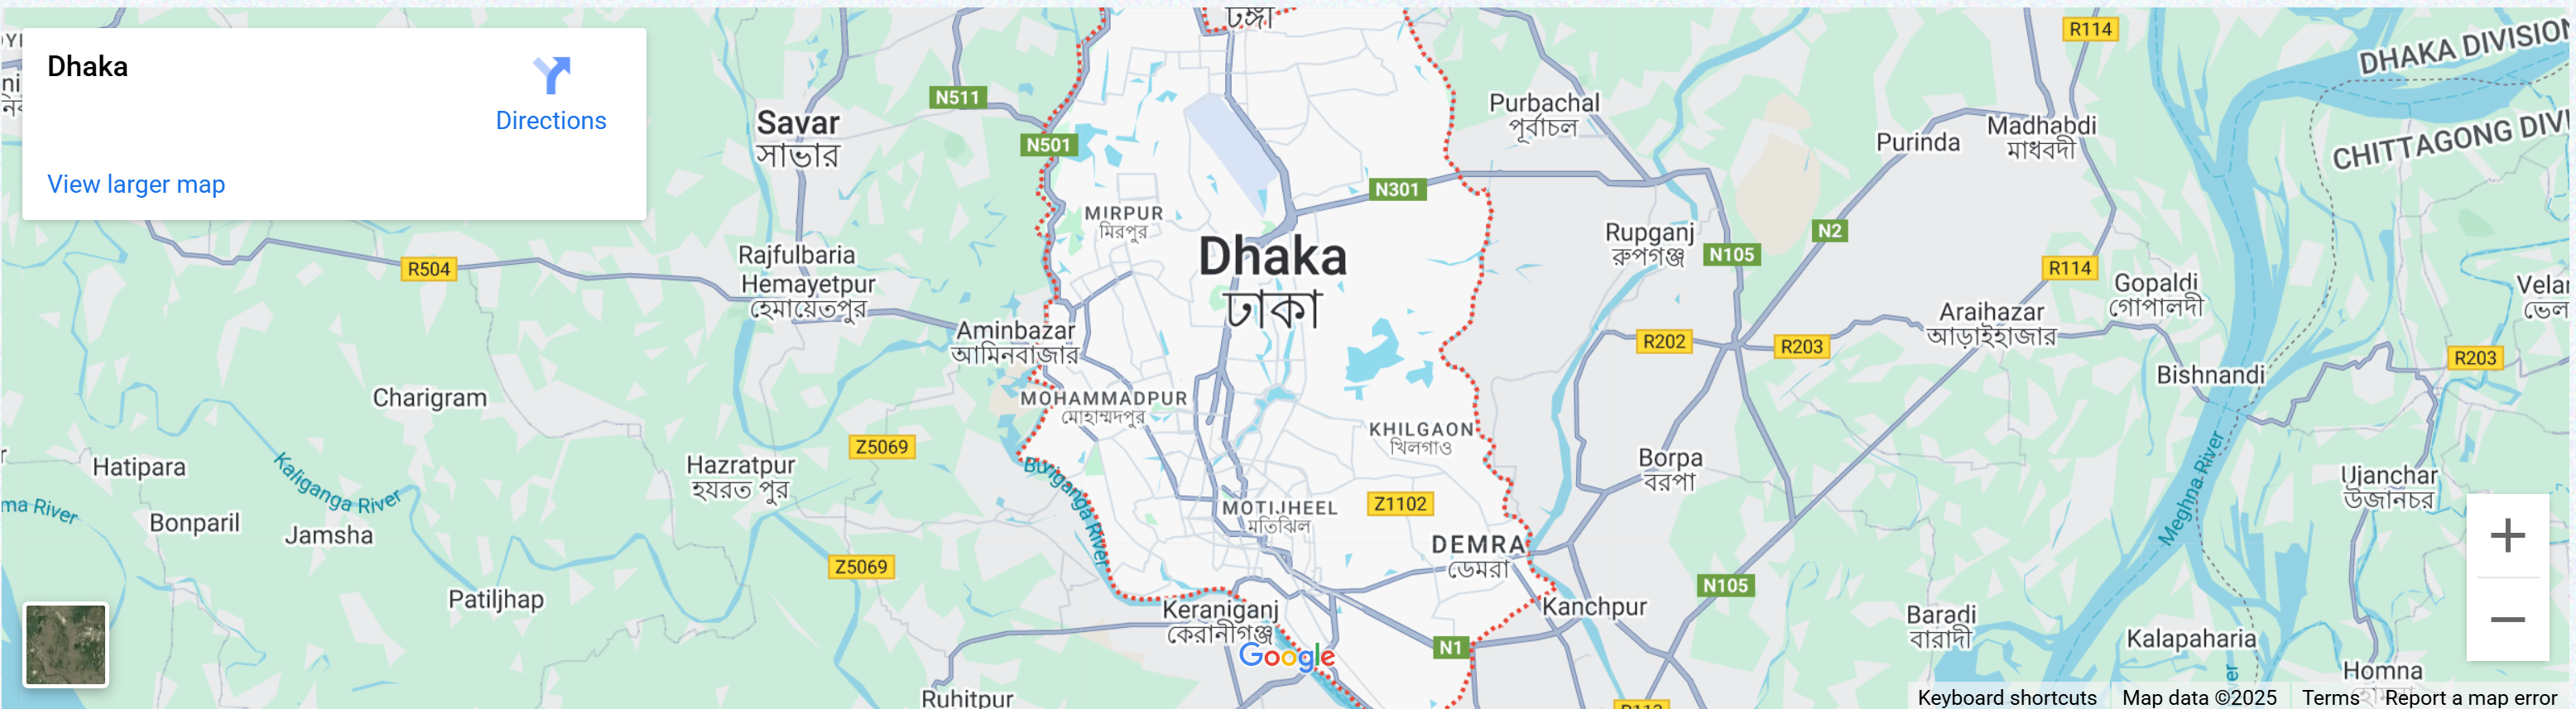 Dhaka
Directions
View larger map
টঙ্গী
R114
DHAKA DIVISION
CHITTAGONG DIVI
N511
Savar
সাভার
N501
Purbachal
পূর্বাচল
Purinda
Madhabdi
মাধবদী
N301
MIRPUR
মিরপুর
Dhaka
ঢাকা
Rupganj
রুপগঞ্জ
N105
N2
R114
Gopaldi
গোপালদী
R504
Rajfulbaria
Hemayetpur
হেমায়েতপুর
Aminbazar
আমিনবাজার
R202
R203
Araihazar
আড়াইহাজার
R203
Bishnandi
Charigram
MOHAMMADPUR
মোহাম্মদপুর
KHILGAON
খিলগাও
Z5069
Hatipara
Kaliganga River
Hazratpur
হযরত পুর
Buriganga River
Borpa
বরপা
Meghna River
Ujanchar
উজানচর
ma River
Bonparil
Jamsha
MOTIJHEEL
মতিঝিল
Z1102
DEMRA
ডেমরা
Z5069
Patiljhap
Keraniganj
কেরানীগঞ্জ
Kanchpur
N105
Baradi
বারাদী
Kalapaharia
N1
Google
Homna
Ruhitpur
Keyboard shortcuts
Map data ©2025
Terms
Report a map error